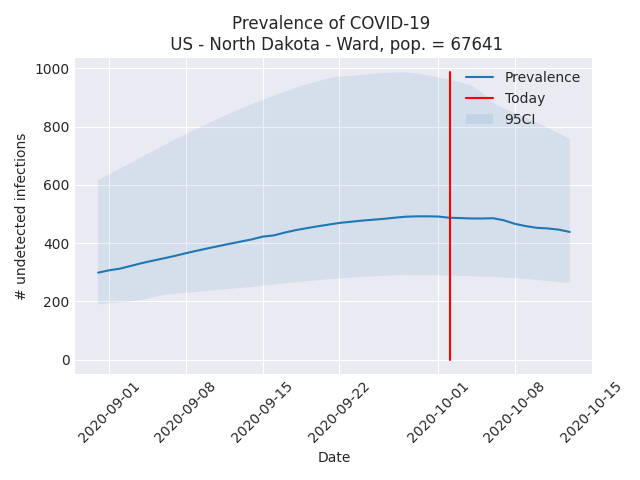 Prevalence of COVID-19
US - North Dakota - Ward, pop. = 67641
# undetected infections
1000
800
600
400
200
0
Prevalence
Today
95CI
2020-09-01
2020-09-08
2020-09-15
2020-09-22
2020-10-01
2020-10-08
2020-10-15
Date